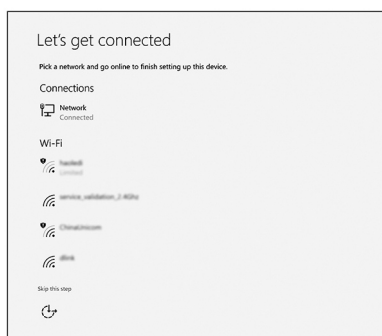 Let's get connected
Pick a network and go online to finish setting up this device.
Connections
Network
Connected
Wi-Fi
Limited
service_validation_2.4Ghz
ChinaUnicom
dlink
Skip this step